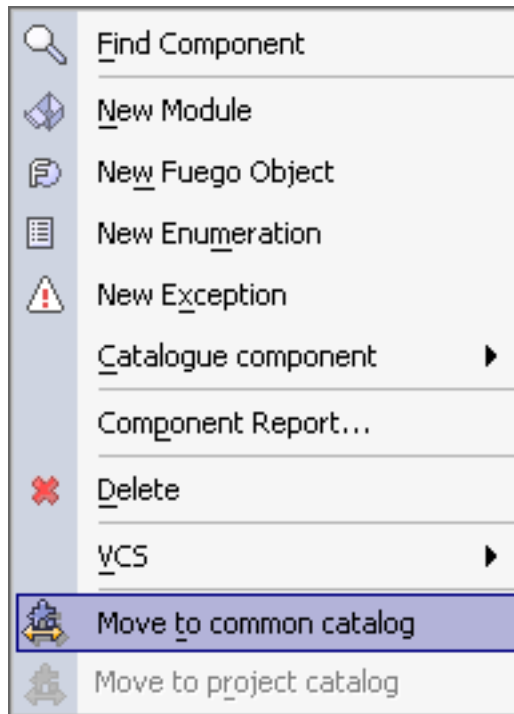 Find Component
New Module
New Fuego Object
New Enumeration
New Exception
Catalogue component
Component Report...
Delete
VCS
Move to common catalog
Move to project catalog